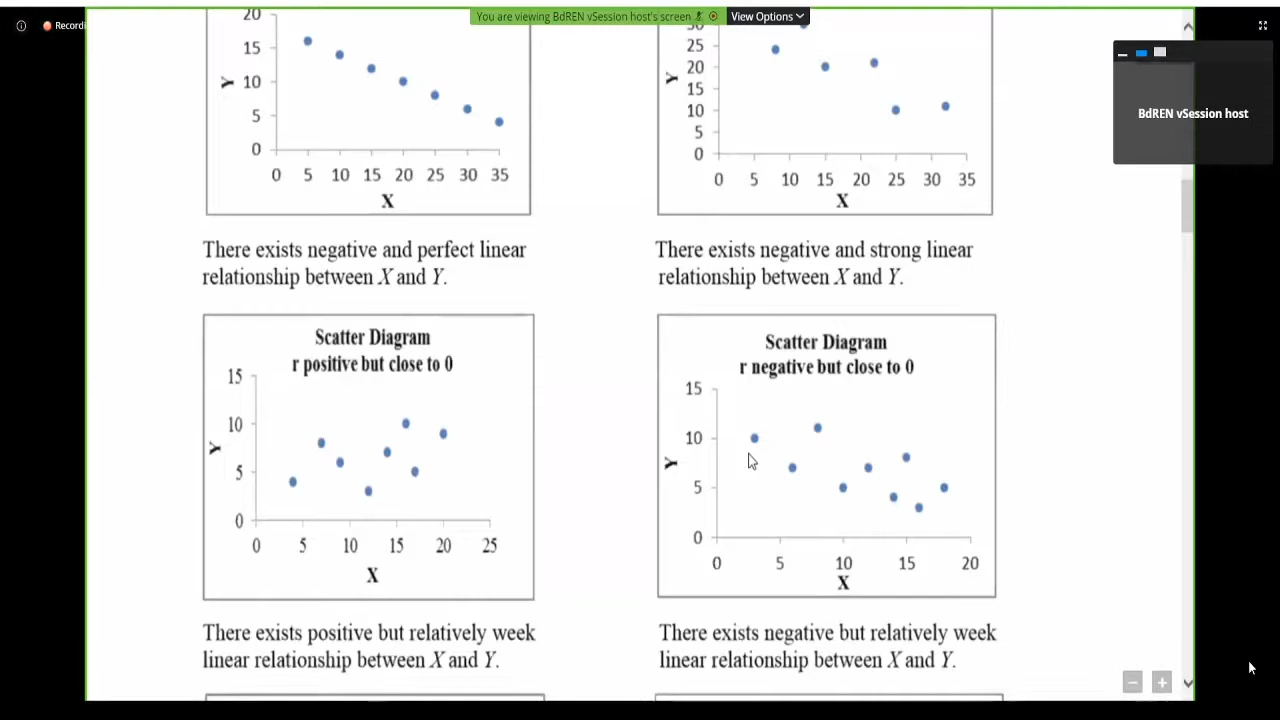 You are viewing BdREN vSession host's screen
View Options
Recordi
BdREN vSession host
20
15
10
5
0
Y
0 5 10 15 20 25 30 35
X
30
25
20
15
10
5
0
Y
0 5 10 15 20 25 30 35
X
There exists negative and perfect linear
relationship between X and Y.
There exists negative and strong linear
relationship between X and Y.
Scatter Diagram
r positive but close to 0
15
10
5
0
Y
0 5 10 15 20 25
X
Scatter Diagram
r negative but close to 0
15
10
5
0
Y
0 5 10 15 20
X
There exists positive but relatively week
linear relationship between X and Y.
There exists negative but relatively week
linear relationship between X and Y.